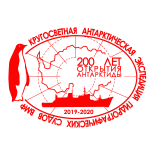 КРУГОСВЕТНАЯ АНТАРКТИЧЕСКАЯ ЭКСПЕДИЦИЯ ГИДРОГРАФИЧЕСКИХ СУДОВ ВМФ
200 ЛЕТ
ОТКРЫТИЯ
АНТАРКТИДЫ
2019-2020